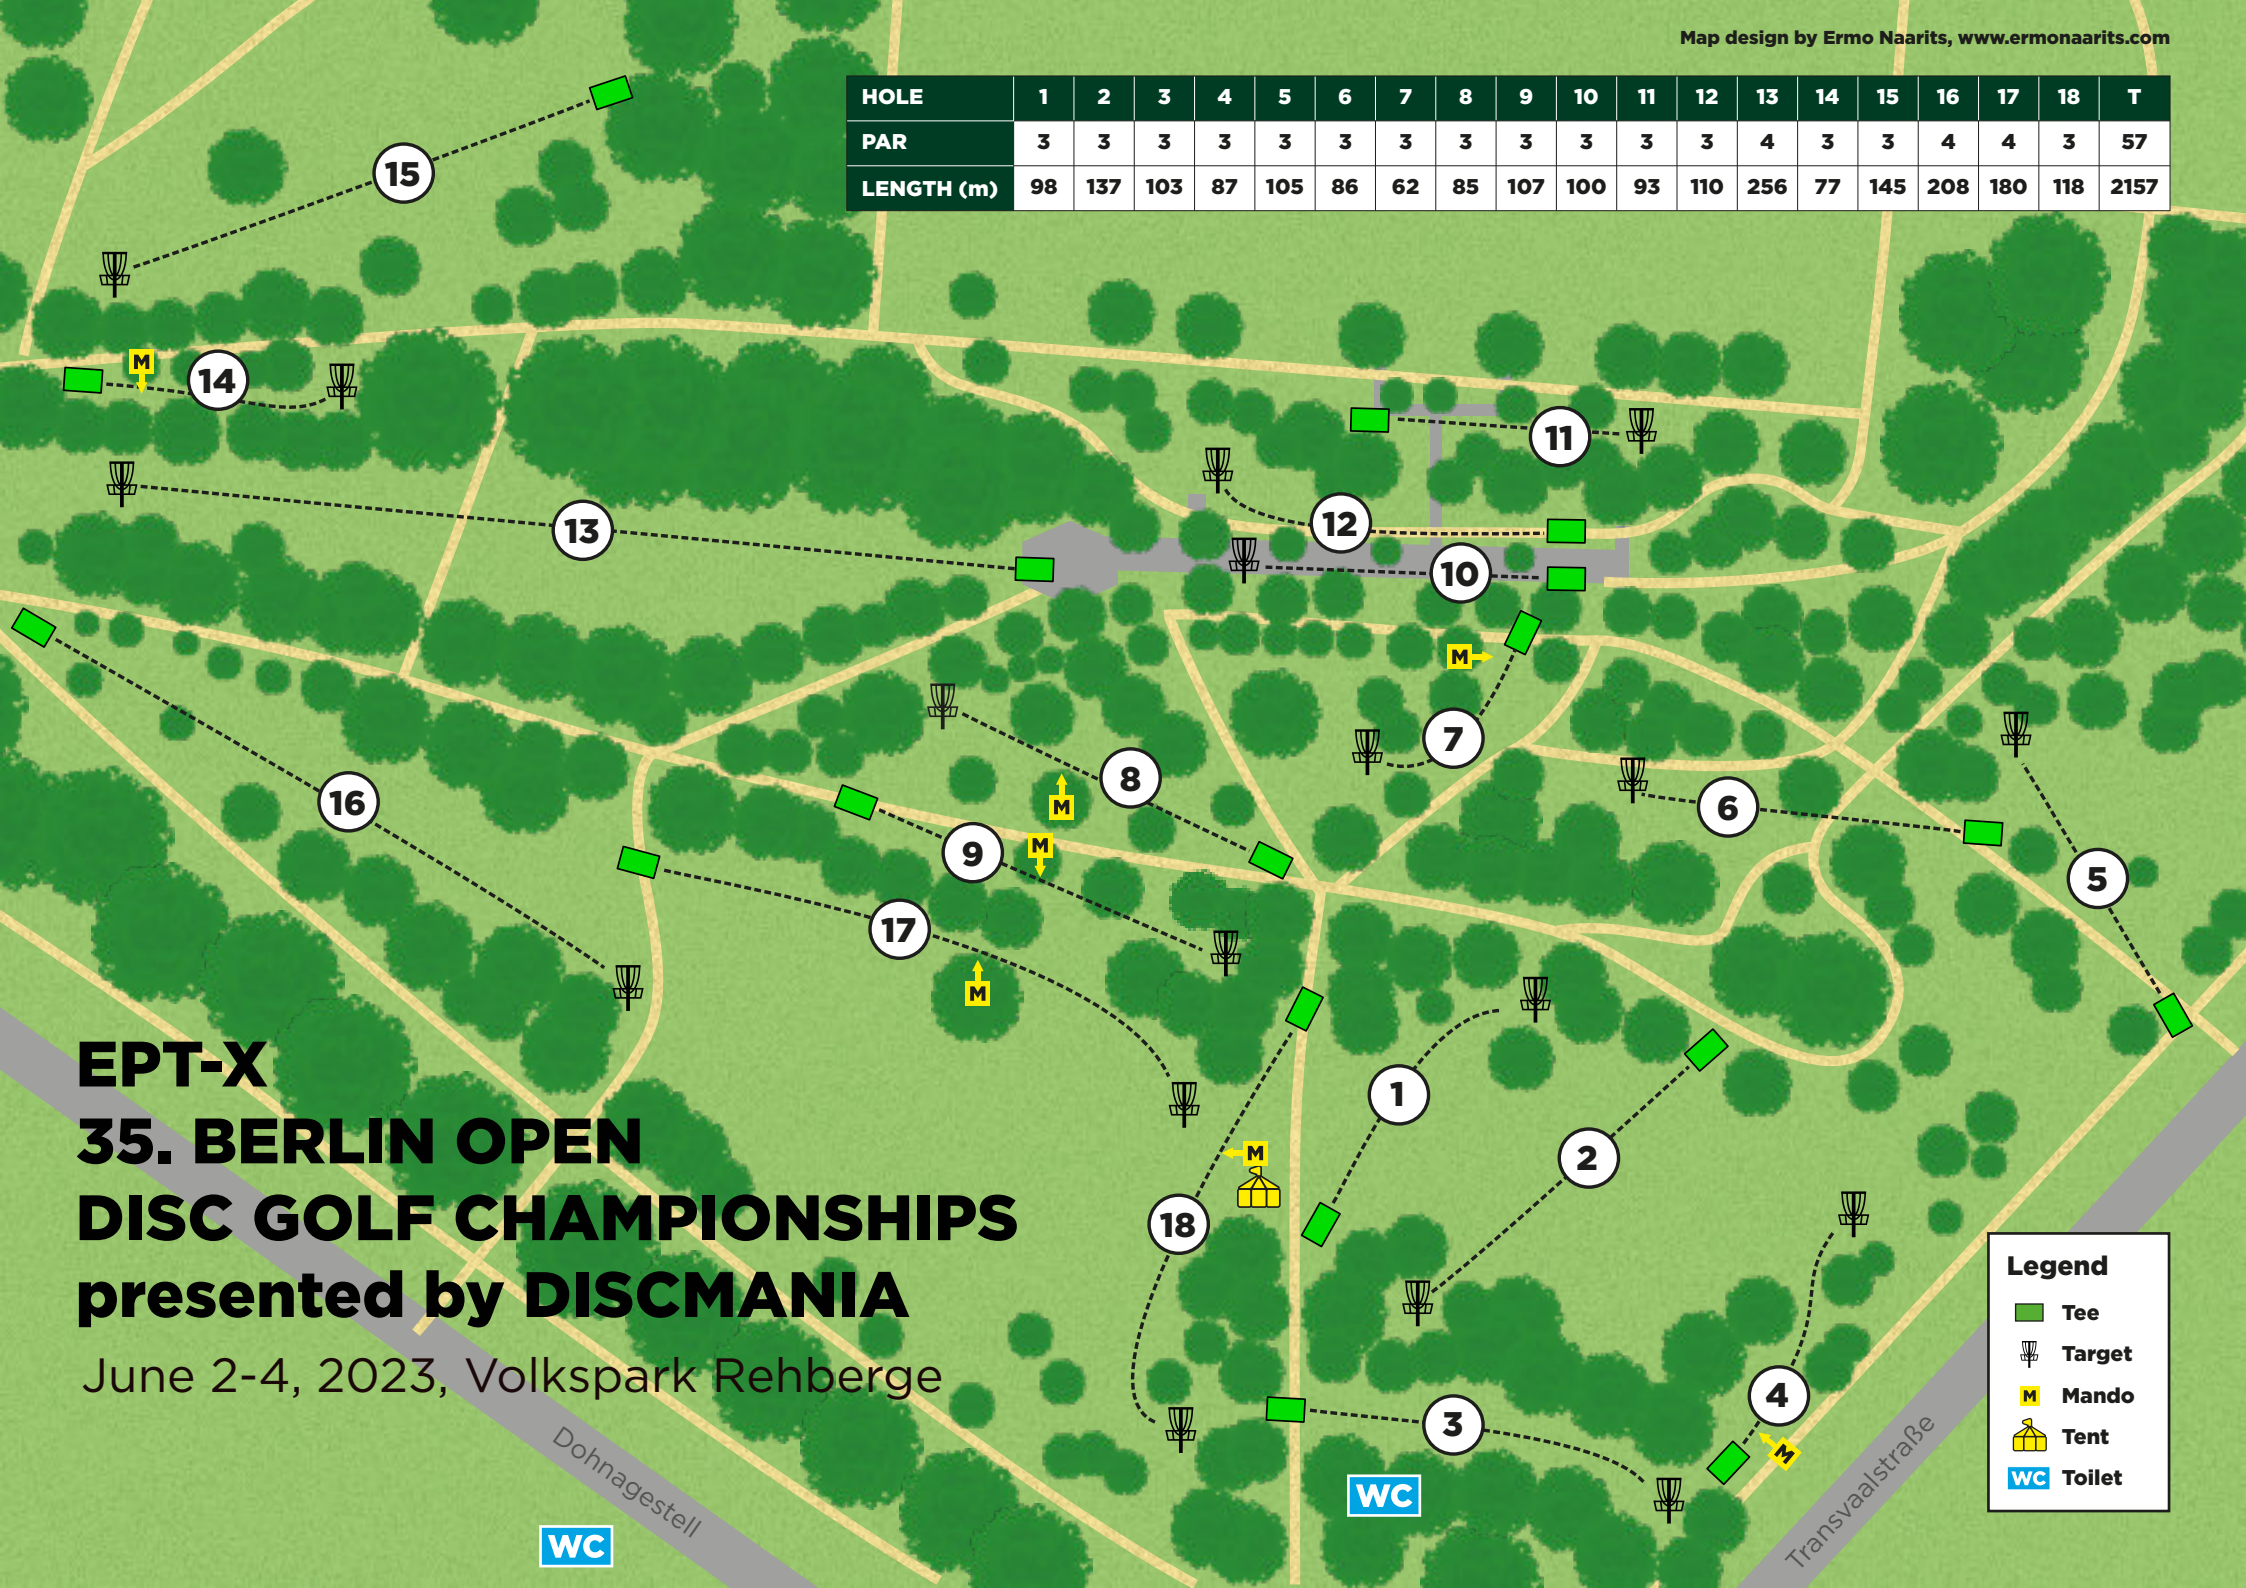 Map design by Ermo Naarits, www.ermonaarits.com
HOLE 1 2 3 4 5 6 7 8 9 10 11 12 13 14 15 16 17 18 T
PAR 3 3 3 3 3 3 3 3 3 3 3 3 4 3 3 4 4 3 57
LENGTH (m) 98 137 103 87 105 86 62 85 107 100 93 110 256 77 145 208 180 118 2157
15
M
14
11
12
13
10
M
7
8
M
6
16
M
9
5
17
M
1
M
2
18
4
3
M
EPT-X
35. BERLIN OPEN
DISC GOLF CHAMPIONSHIPS
presented by DISCMANIA
June 2-4, 2023, Volkspark Rehberge
Dohnagestell
WC
WC
Transvaalstraße
Legend
Tee
Target
M Mando
Tent
WC Toilet